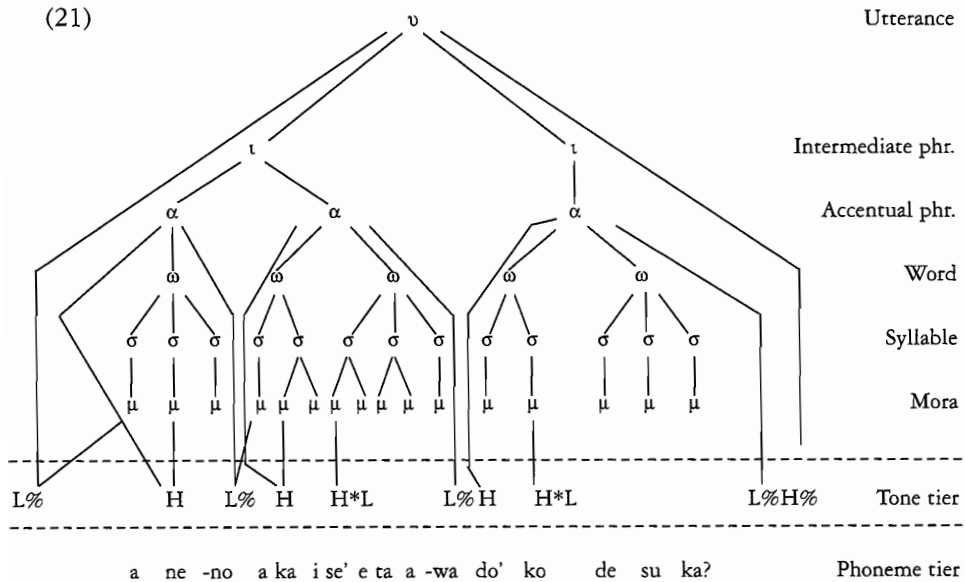 (21) υ Utterance
ι ι Intermediate phr.
α α α Accentual phr.
ω ω ω ω ω Word
σ σ σ σ σ σ σ σ σ σ σ σ σ Syllable
μ μ μ μ μ μ μ μ μ μ μ μ μ μ μ μ Mora
L% H L% H H*L L% H H*L L%H% Tone tier
a ne -no a ka i se' e ta a -wa do' ko de su ka? Phoneme tier